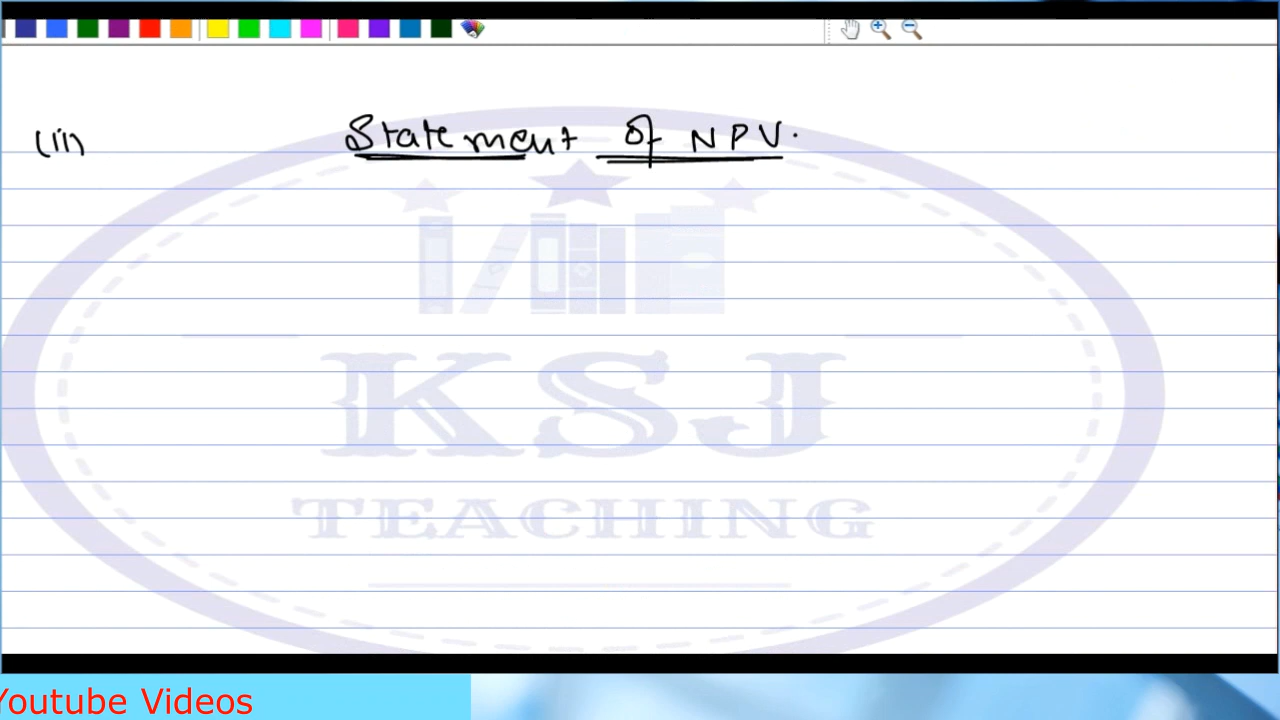 (ii) Statement of NPV.
KSJ
TEACHING
Youtube Videos